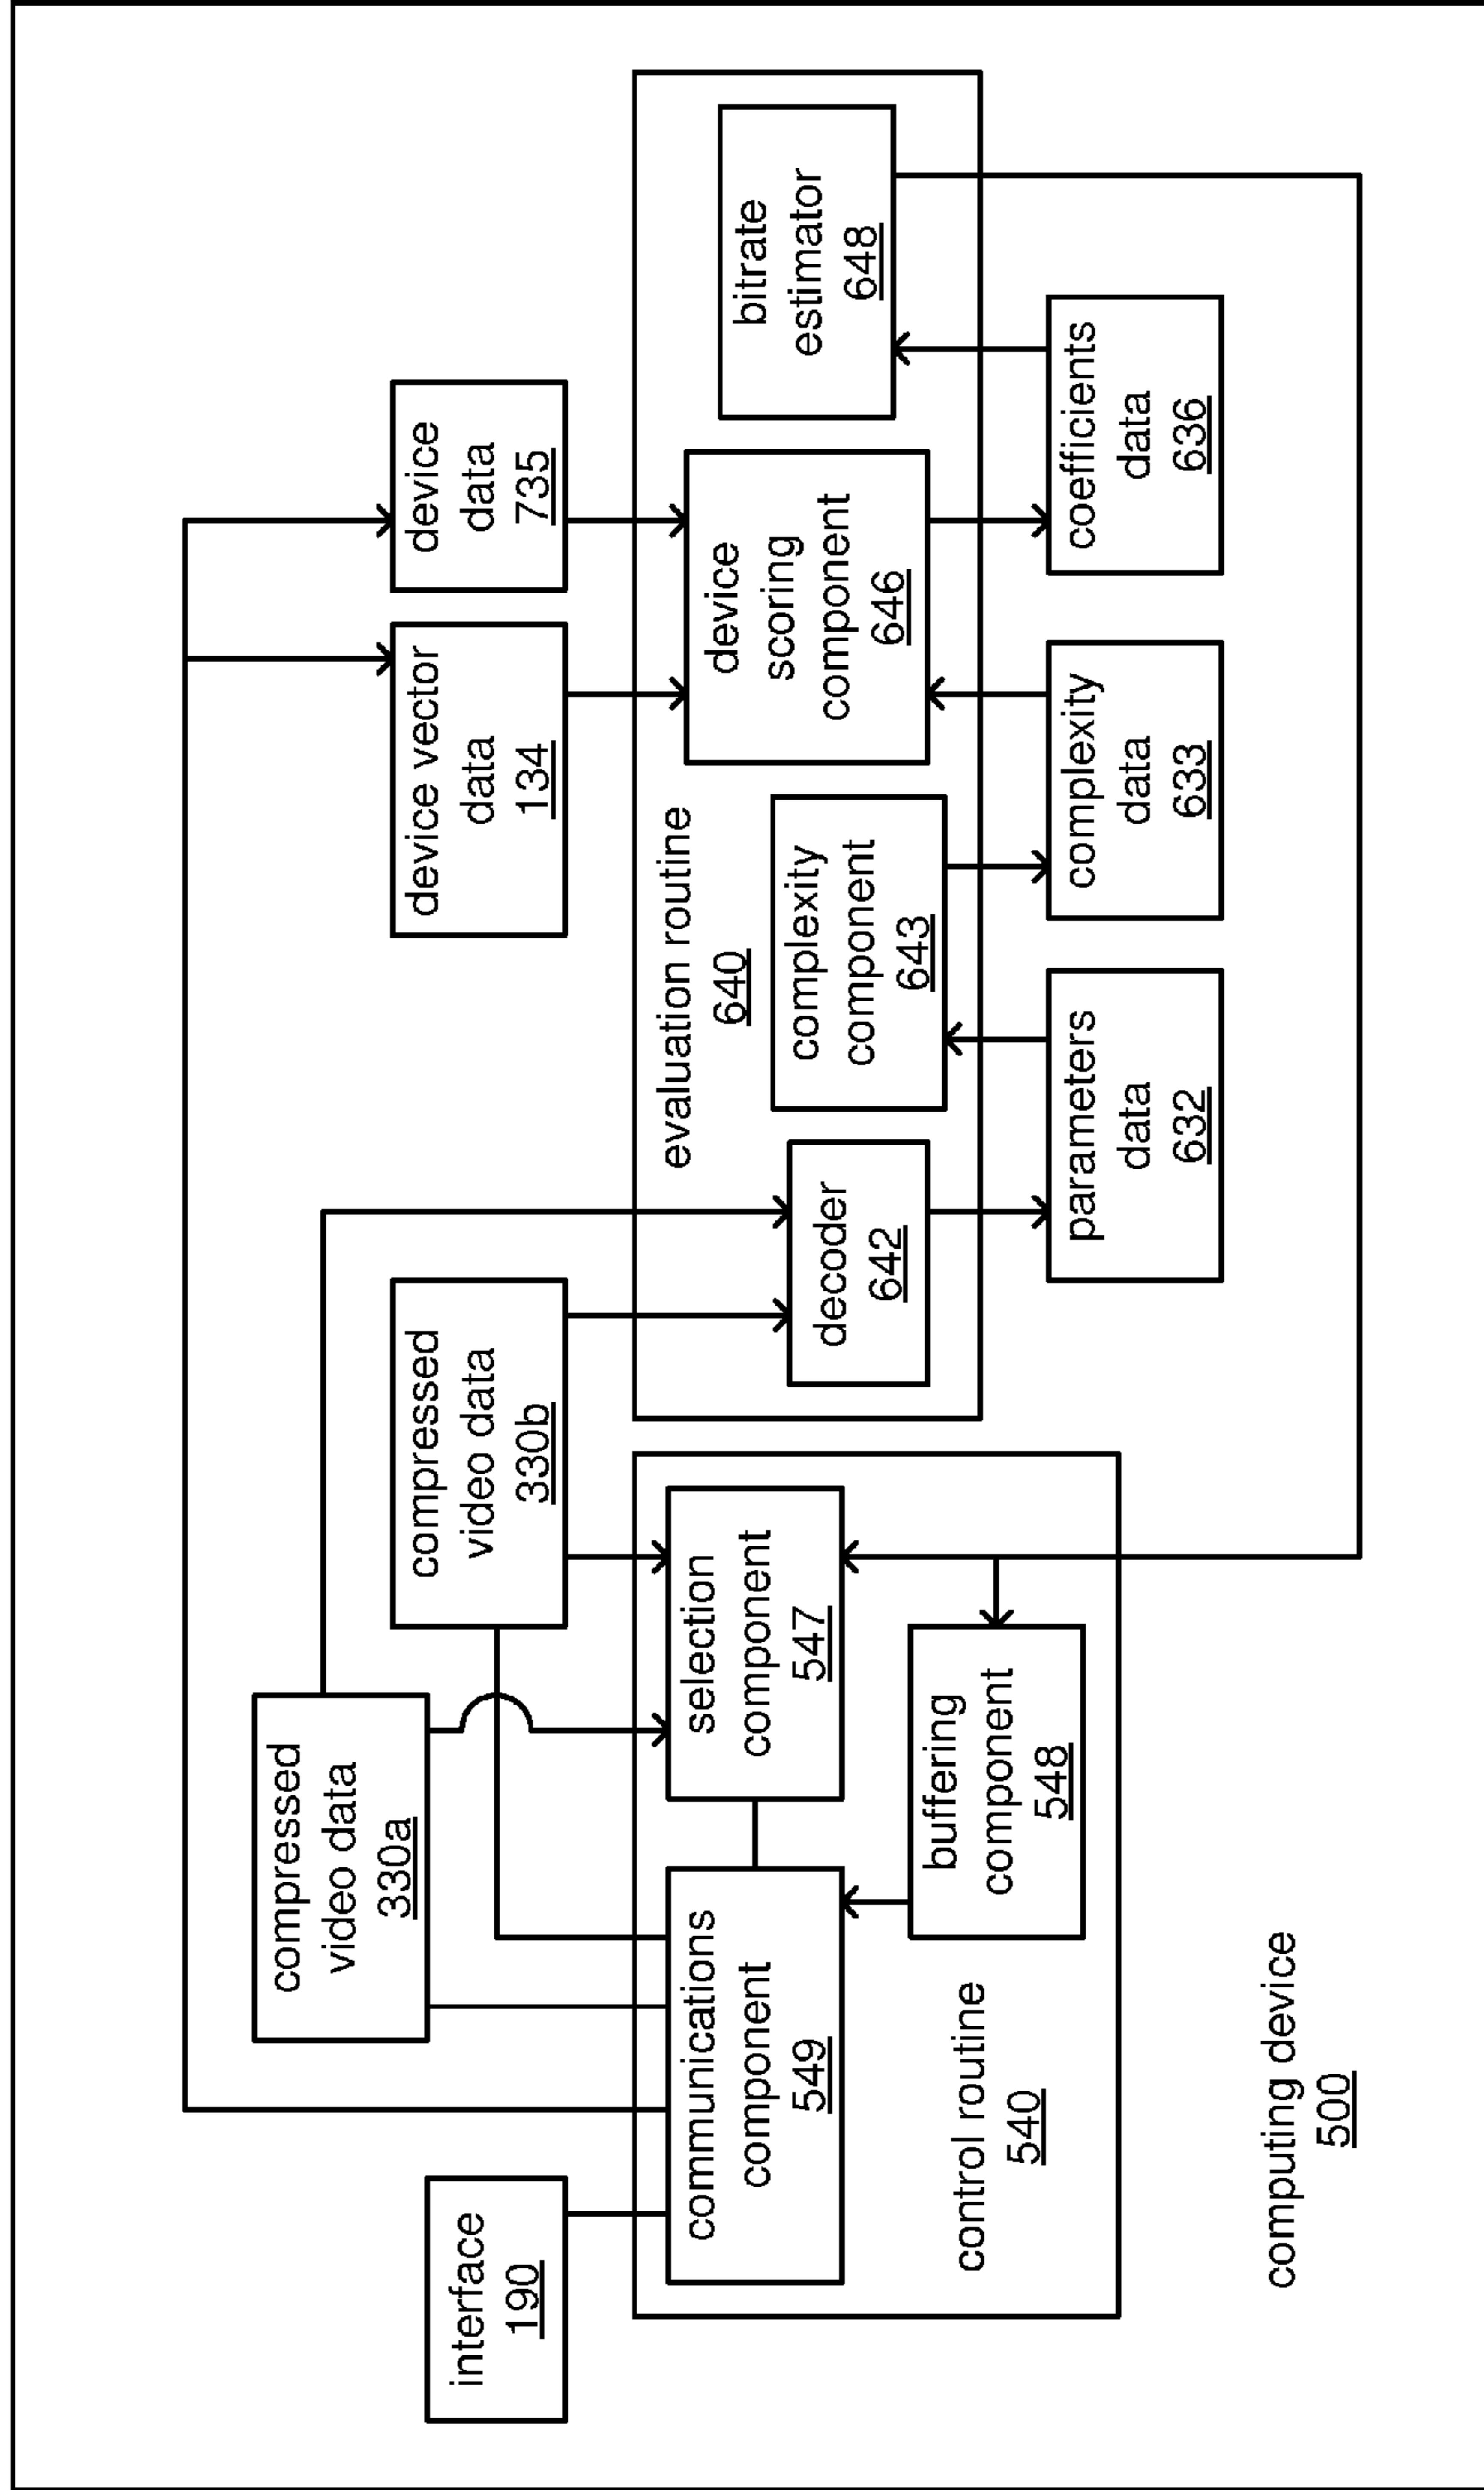 compressed
video data
330a
interface
190
compressed
video data
330b
device vector
data
134
device
data
735
communications
component
549
selection
component
547
buffering
component
548
control routine
540
evaluation routine
640
decoder
642
complexity
component
643
device
scoring
component
646
bitrate
estimator
648
parameters
data
632
complexity
data
633
coefficients
data
636
computing device
500